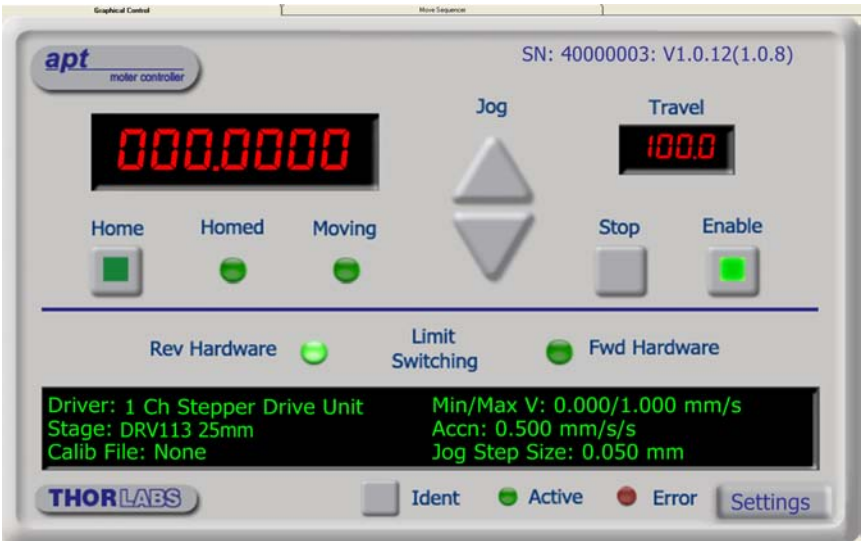 Graphical Control
Move Sequencer
apt
moter controller
SN: 40000003: V1.0.12(1.0.8)
000.0000
Jog
Travel
100.0
Home
Homed
Moving
Stop
Enable
Rev Hardware
Limit
Switching
Fwd Hardware
Driver: 1 Ch Stepper Drive Unit
Stage: DRV113 25mm
Calib File: None
Min/Max V: 0.000/1.000 mm/s
Accn: 0.500 mm/s/s
Jog Step Size: 0.050 mm
THORLABS
Ident
Active
Error
Settings